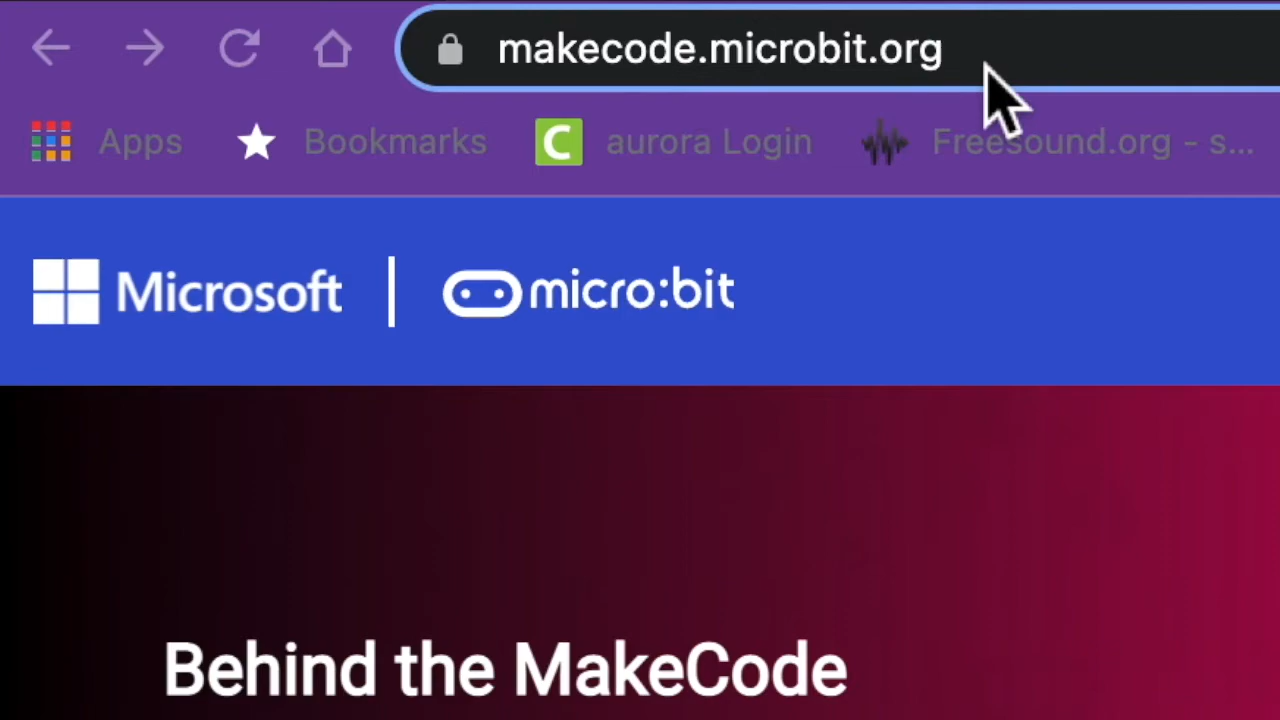 makecode.microbit.org
Apps Bookmarks C aurora Login Freesound.org - s...
Microsoft | micro:bit
Behind the MakeCode